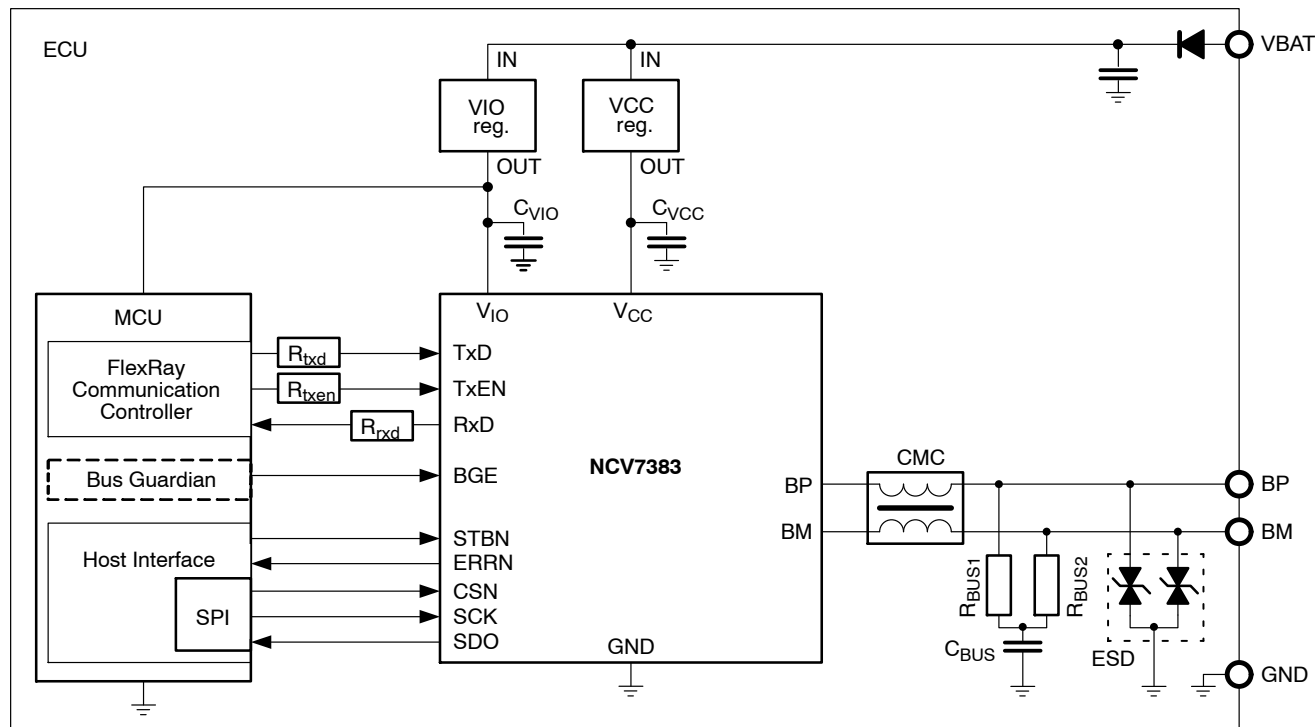 ECU
VBAT
IN
IN
VIO
reg.
VCC
reg.
OUT
OUT
CVIO
CVCC
MCU
VIO
VCC
FlexRay
Communication
Controller
Rtxd
TxD
Rtxen
TxEN
Rrxd
RxD
Bus Guardian
BGE
NCV7383
CMC
BP
BP
BM
BM
Host Interface
STBN
ERRN
SPI
CSN
SCK
SDO
GND
RBUS1
RBUS2
CBUS
ESD
GND